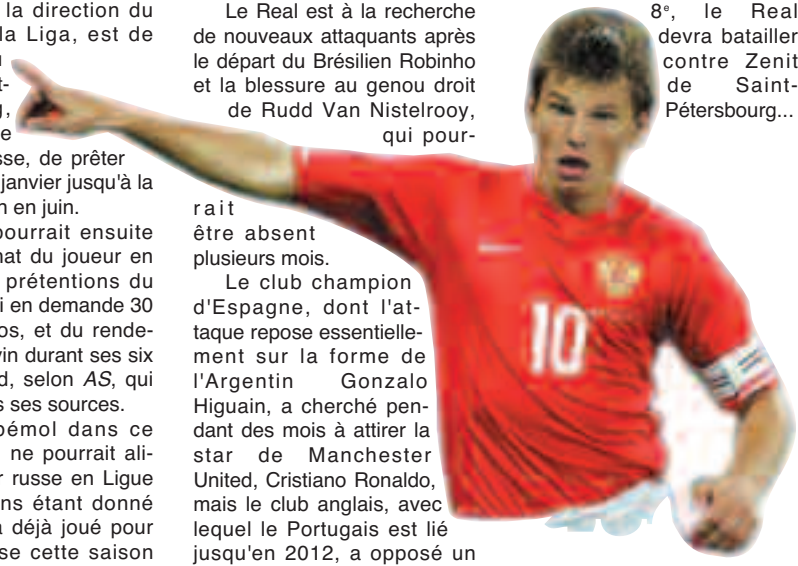 la direction du
la Liga, est de
t-
,
e
sse, de prêter
janvier jusqu'à la
n en juin.
pourrait ensuite
nat du joueur en
prétentions du
i en demande 30
os, et du rende-
vin durant ses six
d, selon AS, qui
s ses sources.
bémol dans ce
ne pourrait ali-
r russe en Ligue
ns étant donné
a déjà joué pour
se cette saison
Le Real est à la recherche
de nouveaux attaquants après
le départ du Brésilien Robinho
et la blessure au genou droit
de Rudd Van Nistelrooy,
qui pour-
rait
être absent
plusieurs mois.
Le club champion
d'Espagne, dont l'at-
taque repose essentielle-
ment sur la forme de
l'Argentin Gonzalo
Higuain, a cherché pen-
dant des mois à attirer la
star de Manchester
United, Cristiano Ronaldo,
mais le club anglais, avec
lequel le Portugais est lié
jusqu'en 2012, a opposé un
8e, le Real
devra batailler
contre Zenit
de Saint-
Pétersbourg...
10